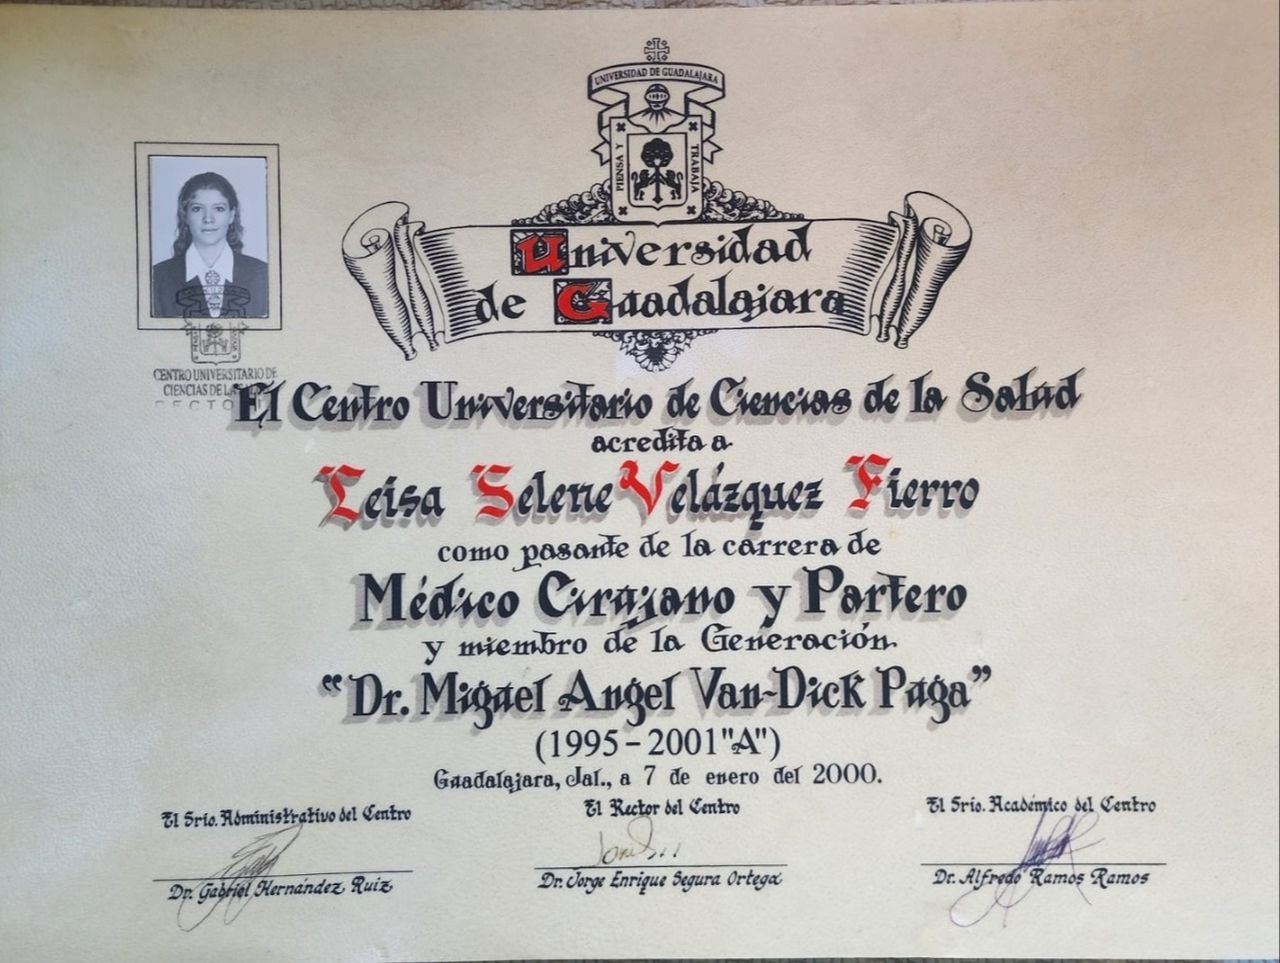 UNIVERSIDAD DE GUADALAJARA
PIENSA Y
TRABAJA
Universidad
de Guadalajara
CENTRO UNIVERSITARIO DE
CIENCIAS DE LA
El Centro Universitario de Ciencias de la Salud
acredita a
Leisa Selene Velázquez Fierro
como pasante de la carrera de
Médico Cirujano y Partero
y miembro de la Generación
“Dr. Miguel Angel Van-Dick Puga”
(1995-2001"A")
Guadalajara, Jal., a 7 de enero del 2000.
El Srio. Administrativo del Centro
El Rector del Centro
El Srio. Académico del Centro
Dr. Gabriel Hernández Ruiz
Dr. Jorge Enrique Segura Ortega
Dr. Alfredo Ramos Ramos